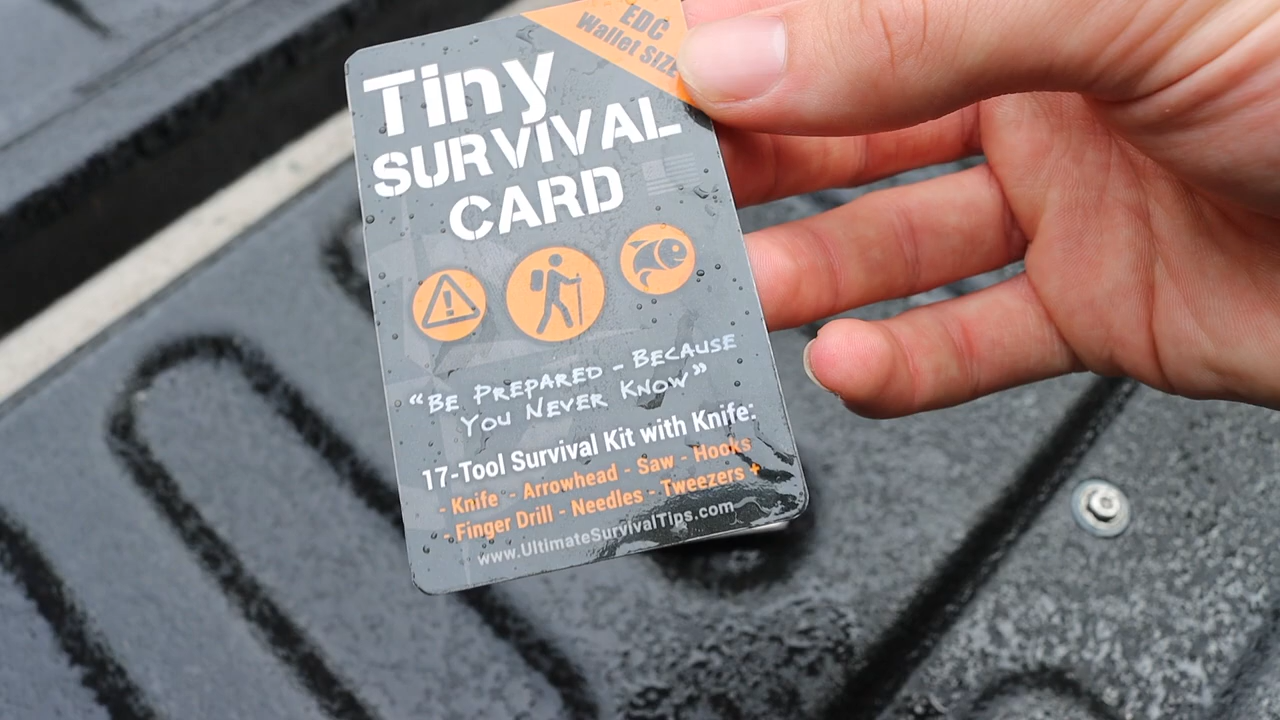 EDC
Wallet SIZE
Tiny
SURVIVAL
CARD
“BE PREPARED - BECAUSE
YOU NEVER KNOW”
17-Tool Survival Kit with Knife:
- Knife - Arrowhead - Saw - Hooks
- Finger Drill - Needles - Tweezers +
www.UltimateSurvivalTips.com